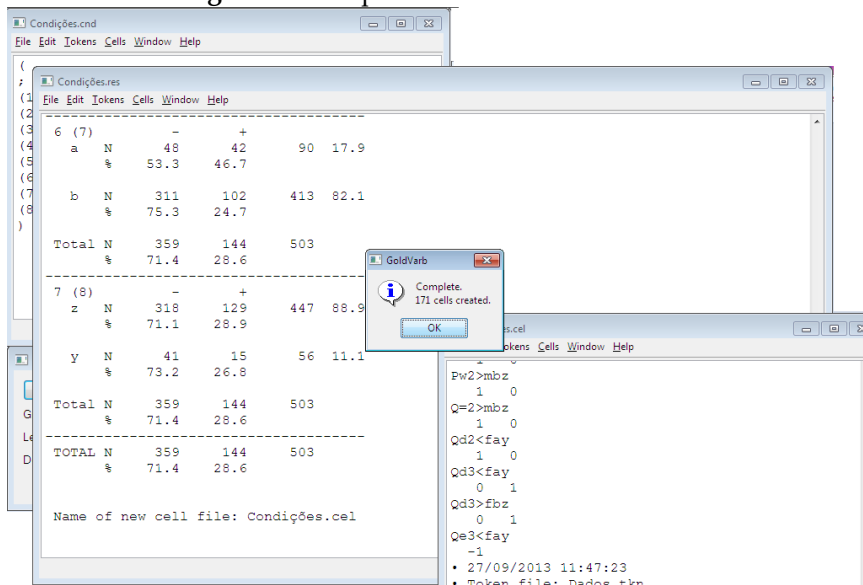 Condições.cnd
File Edit Tokens Cells Window Help
(
;
(1
(2
(3
(4
(5
(6
(7
(8
)
Condições.res
File Edit Tokens Cells Window Help
---------------------------------------
6 (7) - +
a N 48 42 90 17.9
% 53.3 46.7
b N 311 102 413 82.1
% 75.3 24.7
Total N 359 144 503
% 71.4 28.6
---------------------------------------
7 (8) - +
z N 318 129 447 88.9
% 71.1 28.9
y N 41 15 56 11.1
% 73.2 26.8
Total N 359 144 503
% 71.4 28.6
---------------------------------------
TOTAL N 359 144 503
% 71.4 28.6
Name of new cell file: Condições.cel
GoldVarb
Complete.
171 cells created.
OK
G
Le
D
es.cel
okens Cells Window Help
Pw2>mbz
1 0
Q=2>mbz
1 0
Qd2<fay
1 0
Qd3<fay
0 1
Qd3>fbz
0 1
Qe3<fay
-1
• 27/09/2013 11:47:23
• Token file: Dados.tkn